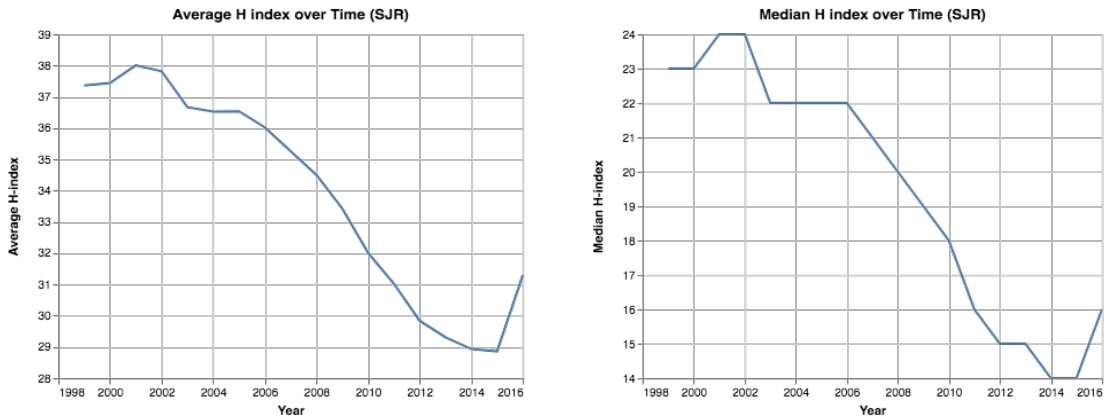 Average H index over Time (SJR)
39
38
37
36
35
34
33
32
31
30
29
28
1998 2000 2002 2004 2006 2008 2010 2012 2014 2016
Average H-index
Year
Median H index over Time (SJR)
24
23
22
21
20
19
18
17
16
15
14
1998 2000 2002 2004 2006 2008 2010 2012 2014 2016
Median H-index
Year